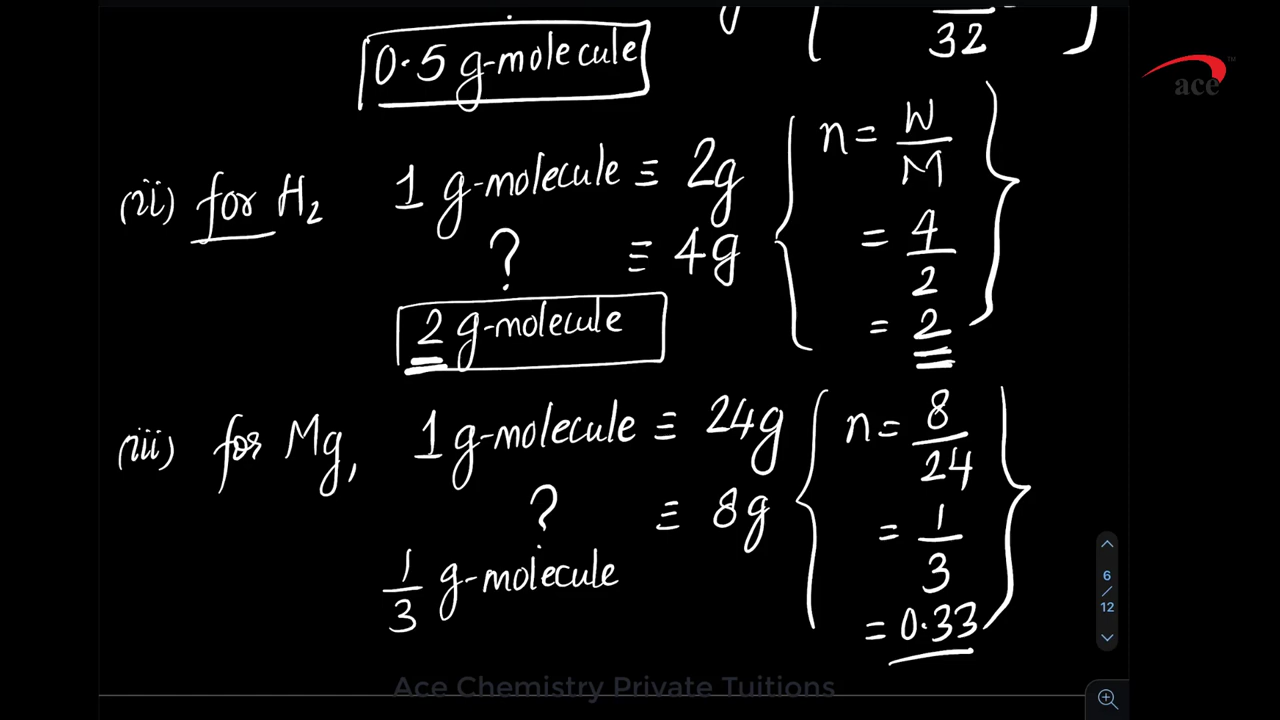 0.5 g-molecule
32
ace™
(ii) for H₂ 1 g-molecule ≡ 2g { n = W/M }
? ≡ 4g = 4/2
2 g-molecule = 2
(iii) for Mg, 1 g-molecule ≡ 24g { n = 8/24 }
? ≡ 8g = 1/3
1/3 g-molecule = 0.33
6 / 12
Ace Chemistry Private Tuitions